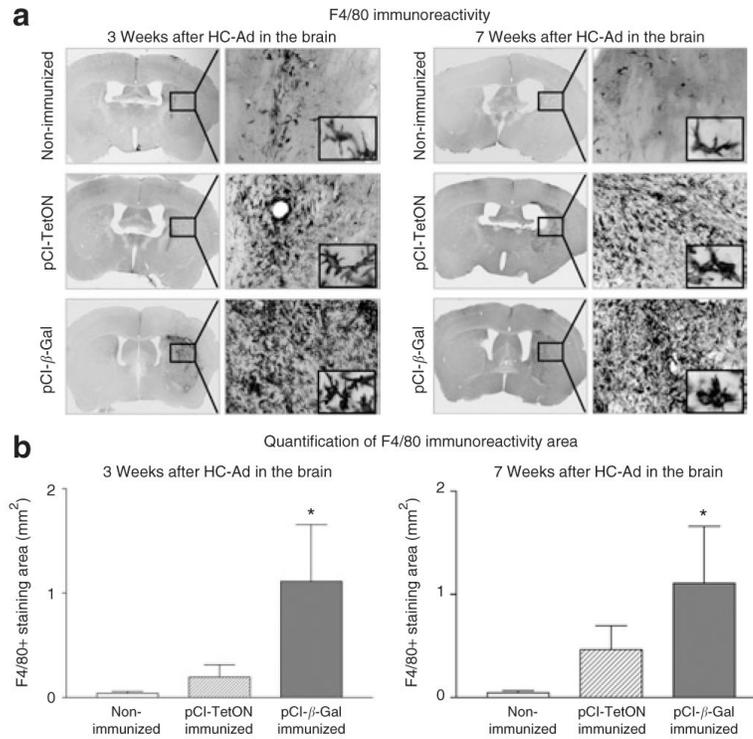 a
F4/80 immunoreactivity
3 Weeks after HC-Ad in the brain
7 Weeks after HC-Ad in the brain
Non-immunized
Non-immunized
pCI-TetON
pCI-TetON
pCI-β-Gal
pCI-β-Gal
b
Quantification of F4/80 immunoreactivity area
3 Weeks after HC-Ad in the brain
F4/80+ staining area (mm²)
2
1
0
*
Non-
immunized
pCI-TetON
immunized
pCI-β-Gal
immunized
7 Weeks after HC-Ad in the brain
F4/80+ staining area (mm²)
2
1
0
*
Non-
immunized
pCI-TetON
immunized
pCI-β-Gal
immunized